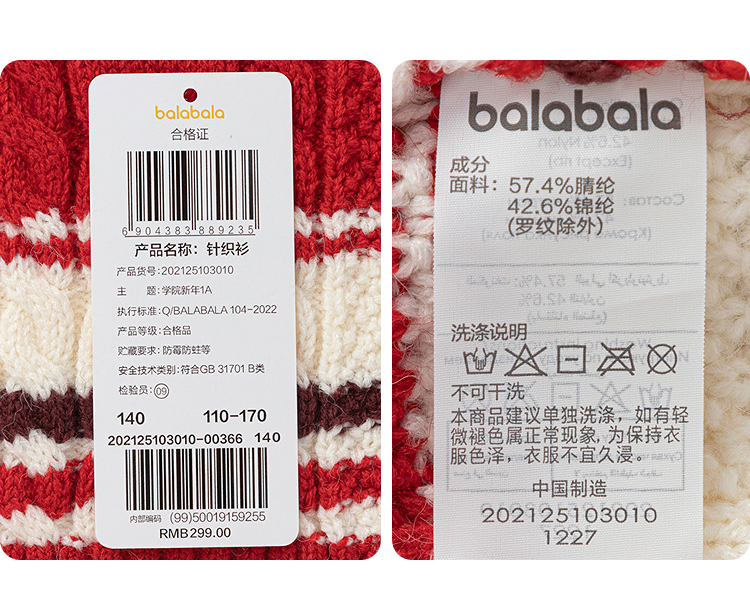 balabala
合格证
6 904383 889235
产品名称：针织衫
产品货号：202125103010
主 题：学院新年1A
执行标准：Q/BALABALA 104-2022
产品等级：合格品
贮藏要求：防霉防蛀等
安全技术类别：符合GB 31701 B类
检验员：09
140 110-170
202125103010-00366 140
内部编码 (99)50019159255
RMB299.00
balabala
成分
面料：57.4%腈纶
42.6%锦纶
(罗纹除外)
洗涤说明
不可干洗
本商品建议单独洗涤，如有轻
微褪色属正常现象，为保持衣
服色泽，衣服不宜久浸。
中国制造
202125103010
1227